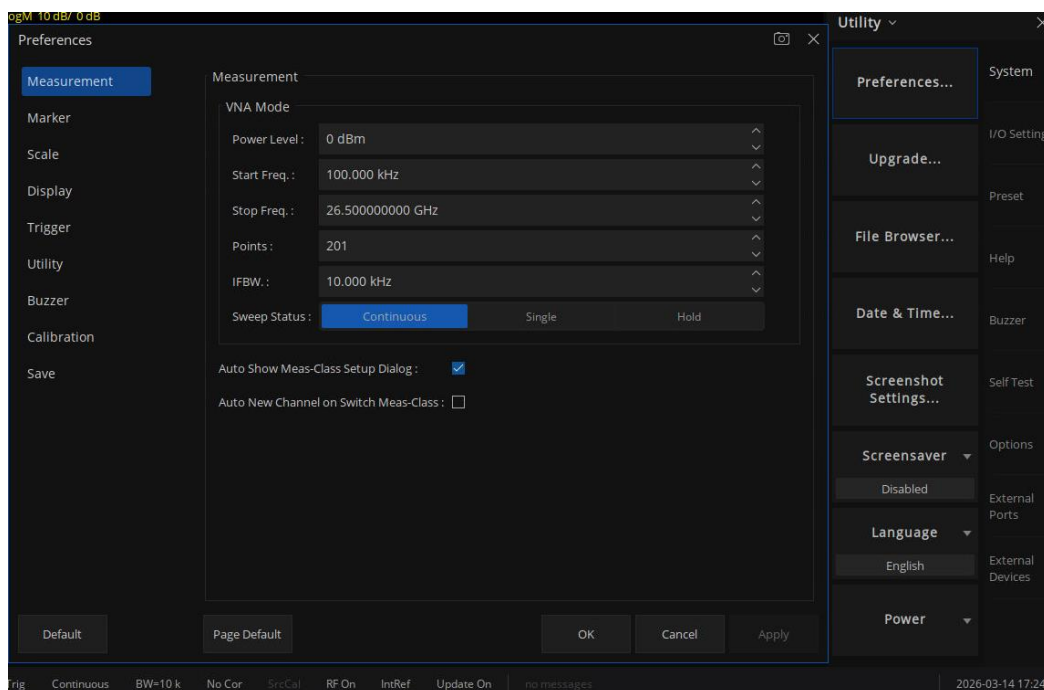 ogM 10 dB/ 0 dB
Utility
Preferences
Measurement
Marker
Scale
Display
Trigger
Utility
Buzzer
Calibration
Save
Measurement
VNA Mode
Power Level : 0 dBm
Start Freq. : 100.000 kHz
Stop Freq. : 26.500000000 GHz
Points : 201
IFBW. : 10.000 kHz
Sweep Status : Continuous Single Hold
Auto Show Meas-Class Setup Dialog :
Auto New Channel on Switch Meas-Class :
Default Page Default OK Cancel Apply
Preferences...
Upgrade...
File Browser...
Date & Time...
Screenshot
Settings...
Screensaver
Disabled
Language
English
Power
System
I/O Setting
Preset
Help
Buzzer
Self Test
Options
External
Ports
External
Devices
Trig Continuous BW=10 k No Cor SrcCal RF On IntRef Update On no messages 2026-03-14 17:24